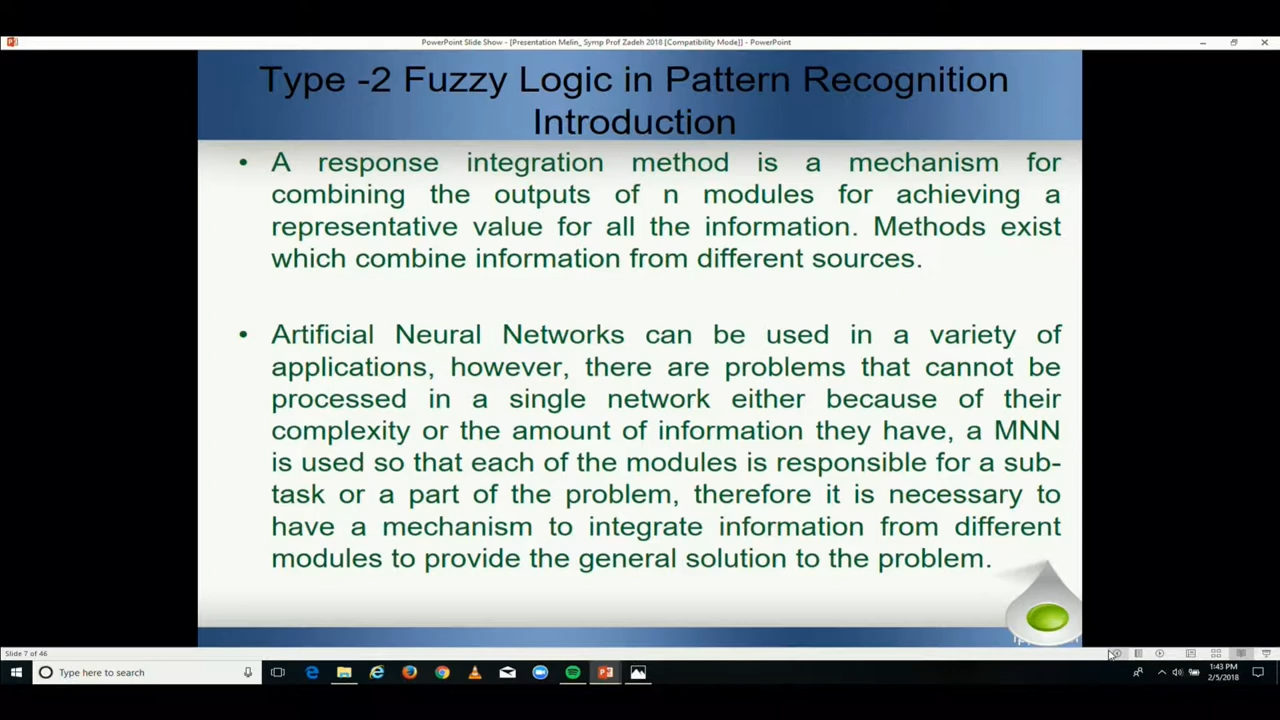 PowerPoint Slide Show - [Presentation Melin_ Symp Prof Zadeh 2018 [Compatibility Mode]] - PowerPoint
Type -2 Fuzzy Logic in Pattern Recognition
Introduction
• A response integration method is a mechanism for
combining the outputs of n modules for achieving a
representative value for all the information. Methods exist
which combine information from different sources.
• Artificial Neural Networks can be used in a variety of
applications, however, there are problems that cannot be
processed in a single network either because of their
complexity or the amount of information they have, a MNN
is used so that each of the modules is responsible for a sub-
task or a part of the problem, therefore it is necessary to
have a mechanism to integrate information from different
modules to provide the general solution to the problem.
Slide 7 of 46
Type here to search
1:43 PM
2/5/2018